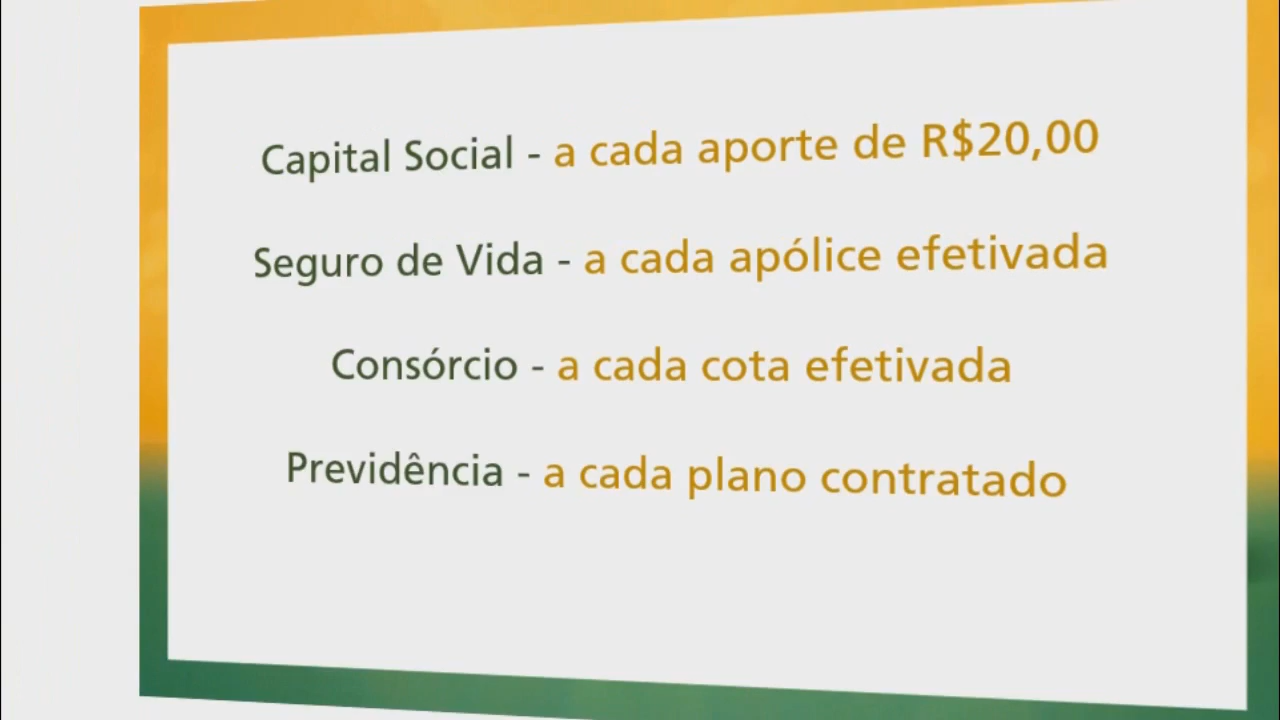 Capital Social - a cada aporte de R$20,00
Seguro de Vida - a cada apólice efetivada
Consórcio - a cada cota efetivada
Previdência - a cada plano contratado